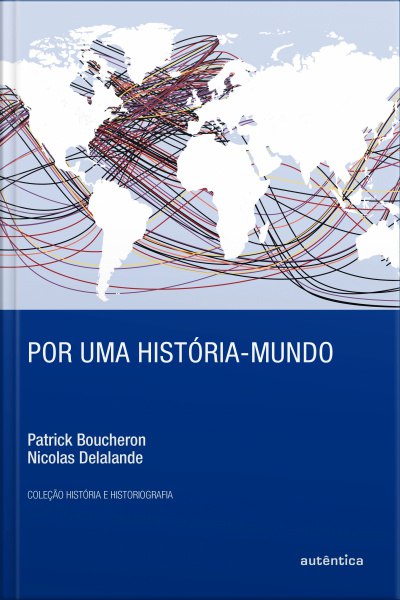 POR UMA HISTÓRIA-MUNDO
Patrick Boucheron
Nicolas Delalande
COLEÇÃO HISTÓRIA E HISTORIOGRAFIA
autêntica